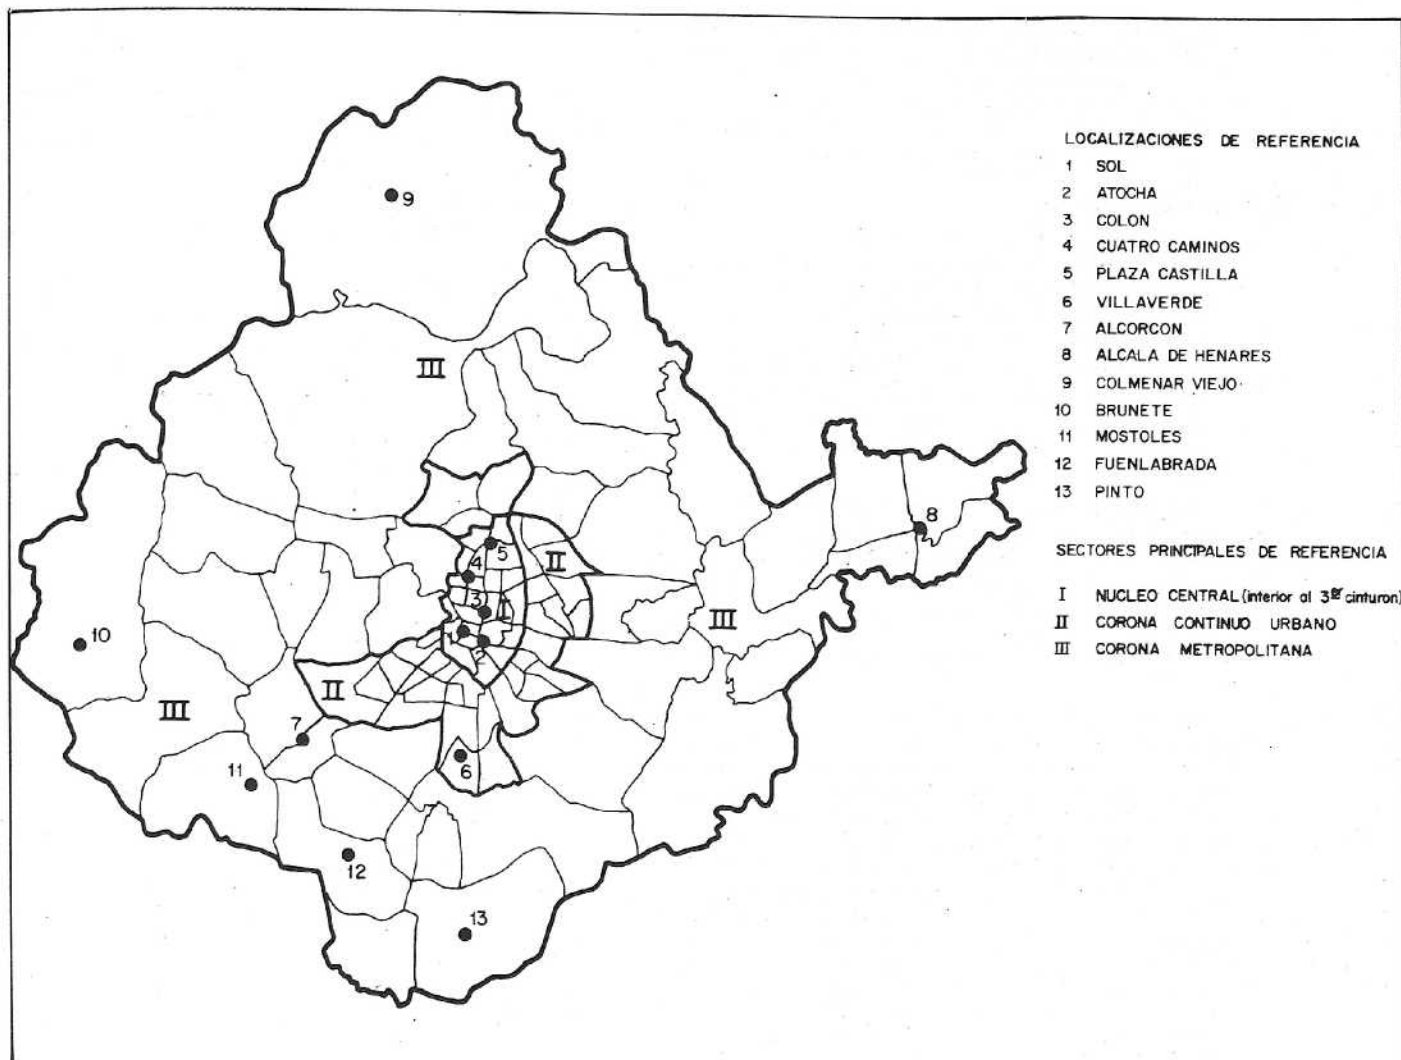 LOCALIZACIONES DE REFERENCIA
1 SOL
2 ATOCHA
3 COLON
4 CUATRO CAMINOS
5 PLAZA CASTILLA
6 VILLAVERDE
7 ALCORCON
8 ALCALA DE HENARES
9 COLMENAR VIEJO
10 BRUNETE
11 MOSTOLES
12 FUENLABRADA
13 PINTO
SECTORES PRINCIPALES DE REFERENCIA
I NUCLEO CENTRAL (interior al 3er cinturon)
II CORONA CONTINUO URBANO
III CORONA METROPOLITANA
9
III
8
5
II
4
3
I
III
10
1
2
II
III
7
6
11
12
13